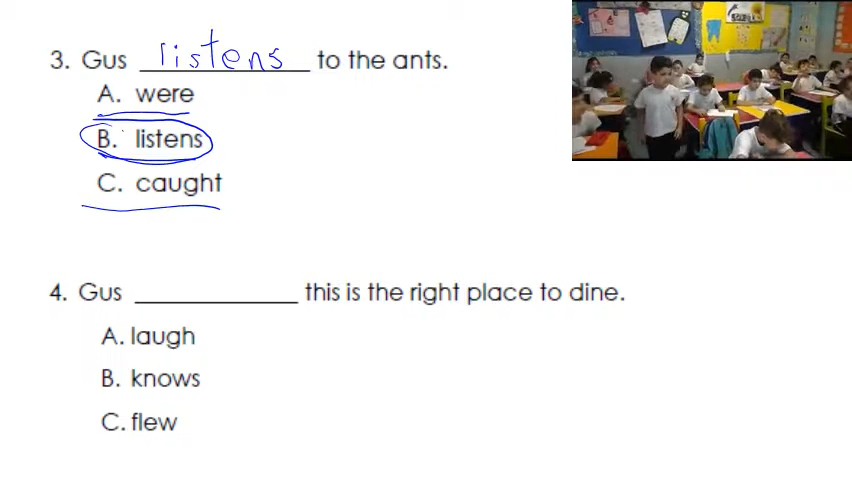 3. Gus listens to the ants.
A. were
B. listens
C. caught
4. Gus ____________ this is the right place to dine.
A. laugh
B. knows
C. flew